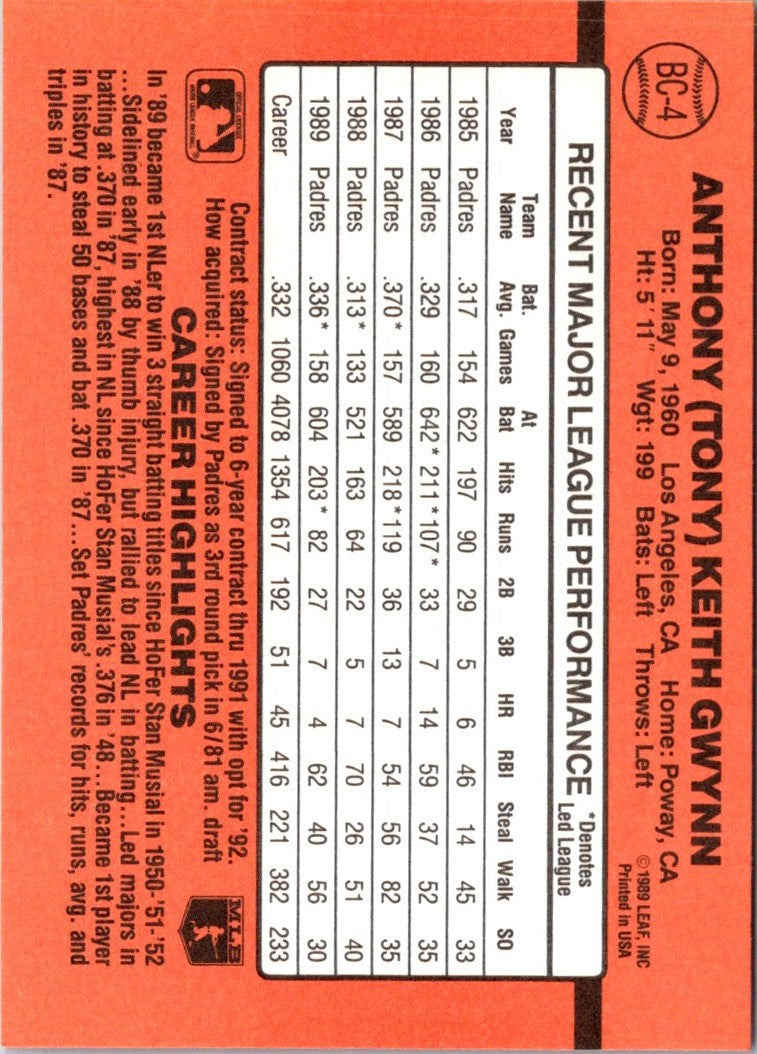 BC-4
ANTHONY (TONY) KEITH GWYNN
Born: May 9, 1960 Los Angeles, CA Home: Poway, CA
Ht: 5' 11" Wgt: 199 Bats: Left Throws: Left
© 1989 LEAF, INC
Printed in USA
RECENT MAJOR LEAGUE PERFORMANCE
*Denotes
Led League
Year Team Name Bat. Avg. Games At Bat Hits Runs 2B 3B HR RBI Steal Walk SO
1985 Padres .317 154 622 197 90 29 5 6 46 14 45 33
1986 Padres .329 160 642* 211* 107* 33 7 14 59 37 52 35
1987 Padres .370* 157 589 218* 119 36 13 7 54 56 82 35
1988 Padres .313* 133 521 163 64 22 5 7 70 26 51 40
1989 Padres .336* 158 604 203* 82 27 7 4 62 40 56 30
Career .332 1060 4078 1354 617 192 51 45 416 221 382 233
OFFICIAL LICENSEE
MAJOR LEAGUE BASEBALL
Contract status: Signed to 6-year contract thru 1991 with opt for '92.
How acquired: Signed by Padres as 3rd round pick in 6/81 am. draft
MLB
CAREER HIGHLIGHTS
In '89 became 1st NLer to win 3 straight batting titles since HoFer Stan Musial in 1950-'51-'52
...Sidelined early in '88 by thumb injury, but rallied to lead NL in batting...Led majors in
batting at .370 in '87, highest in NL since HoFer Stan Musial's .376 in '48...Became 1st player
in history to steal 50 bases and bat .370 in '87...Set Padres' records for hits, runs, avg. and
triples in '87.